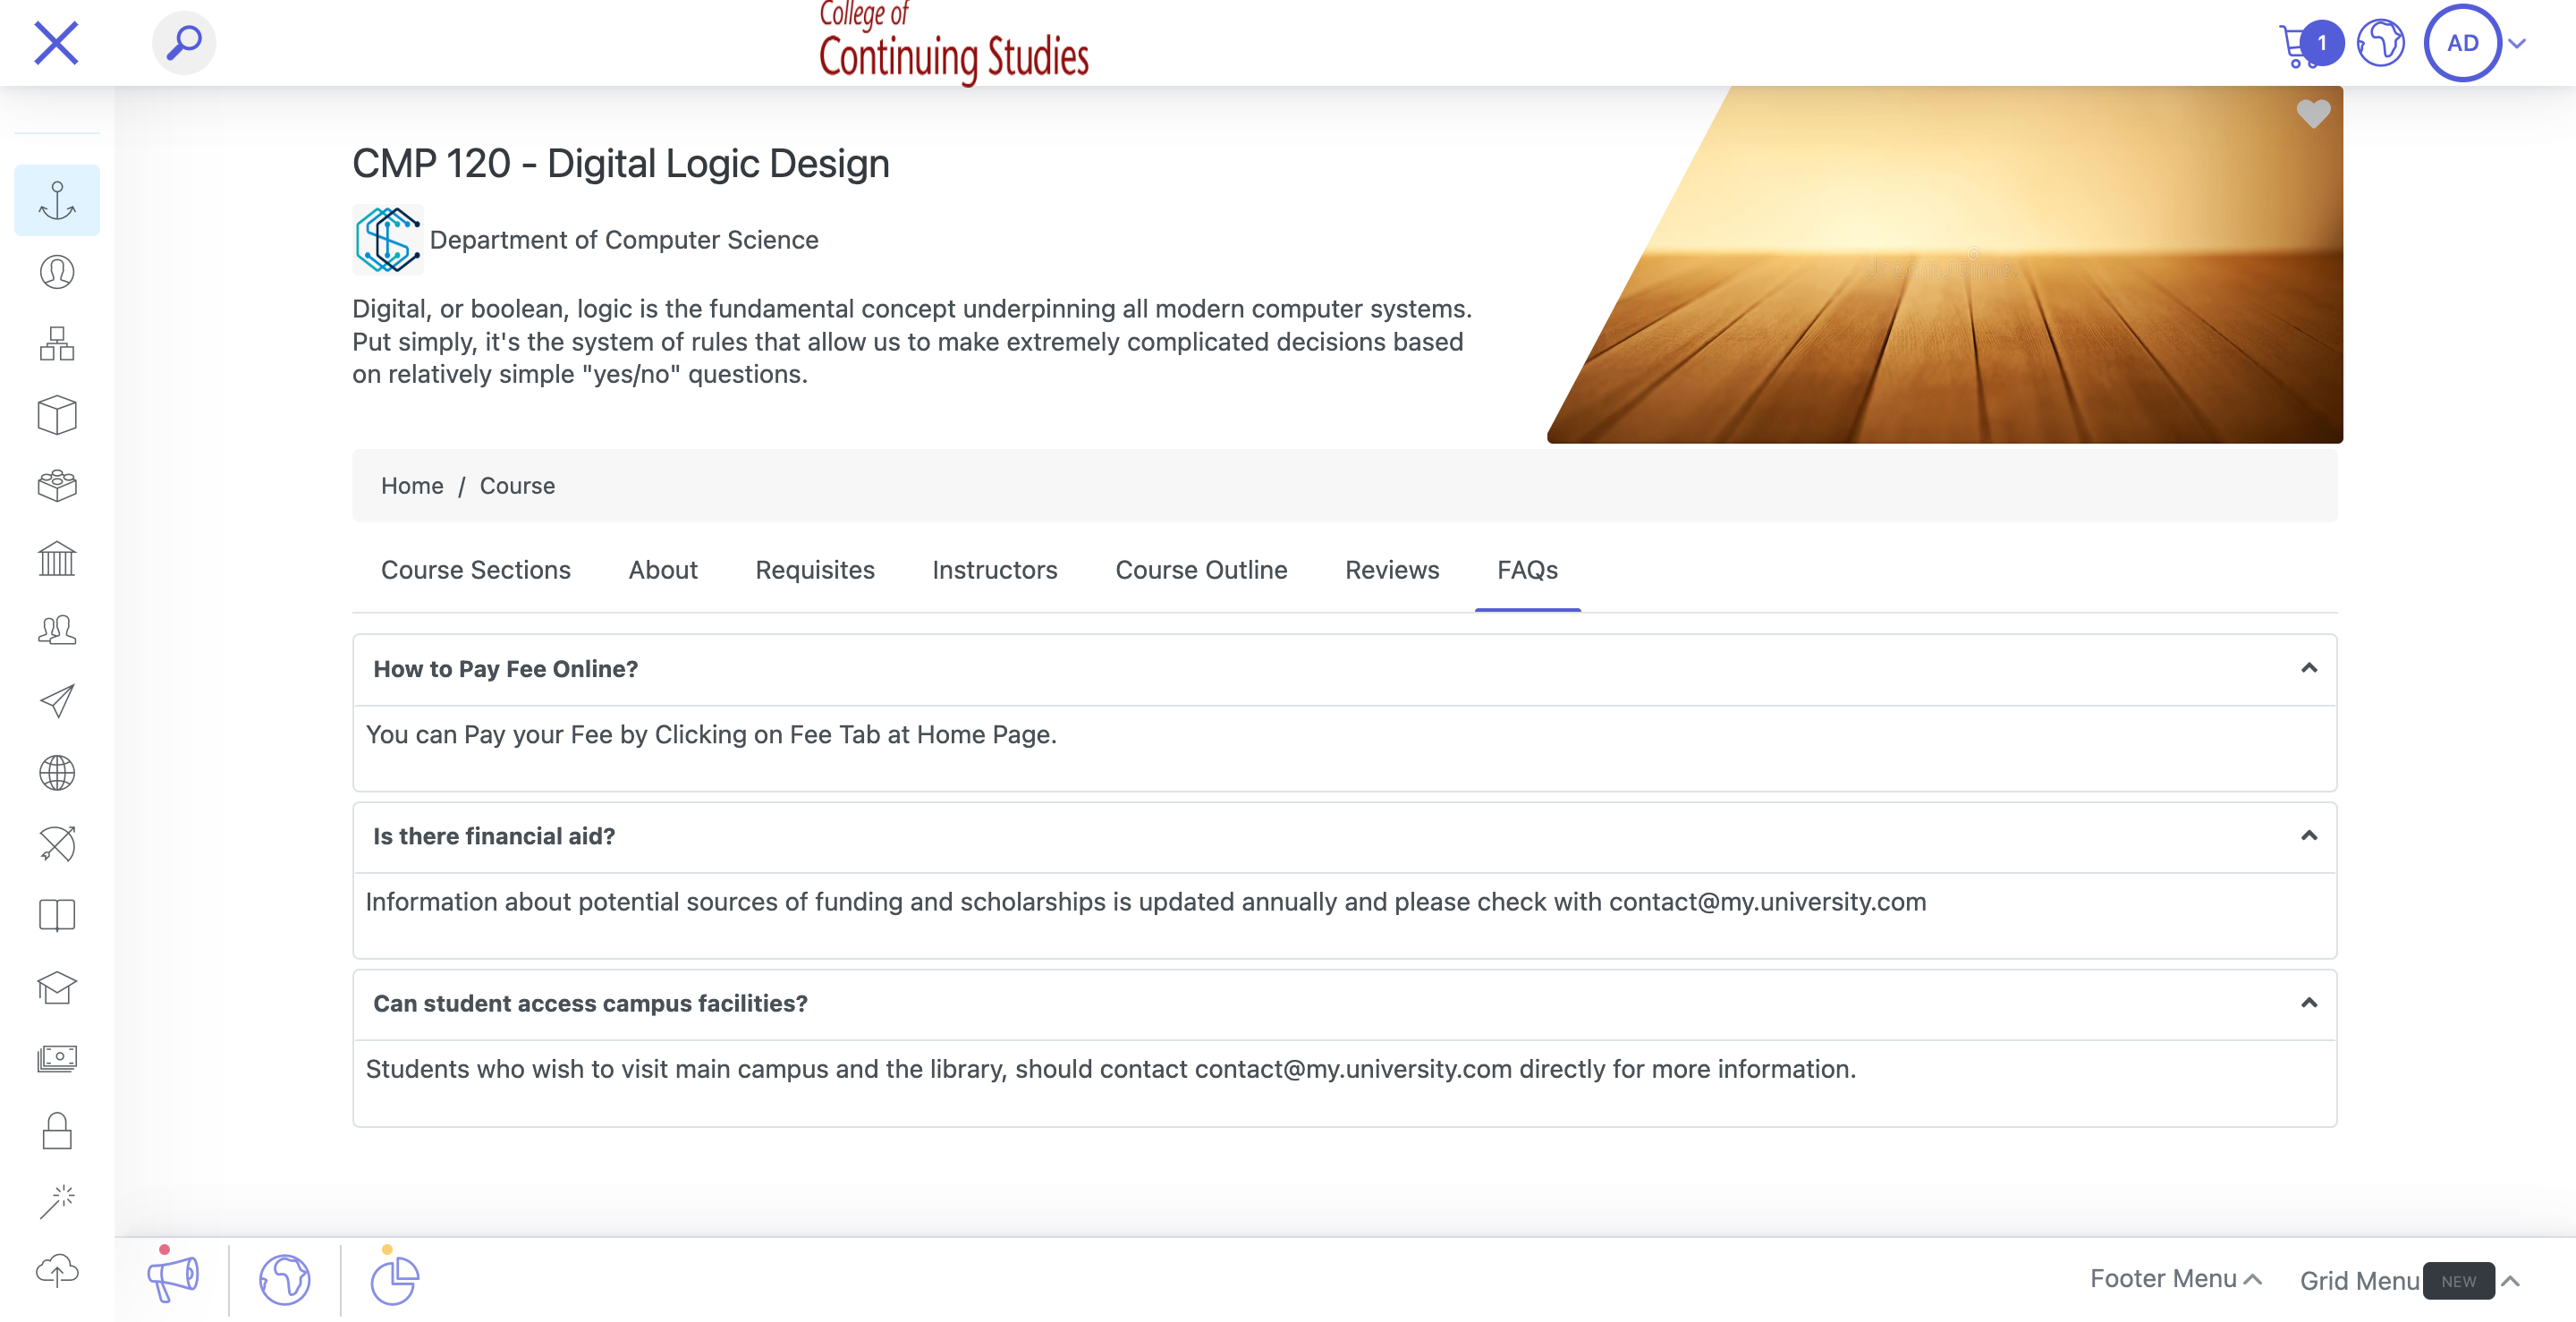 College of
Continuing Studies
1
AD
CMP 120 - Digital Logic Design
Department of Computer Science
Digital, or boolean, logic is the fundamental concept underpinning all modern computer systems.
Put simply, it's the system of rules that allow us to make extremely complicated decisions based
on relatively simple "yes/no" questions.
Home / Course
Course Sections About Requisites Instructors Course Outline Reviews FAQs
How to Pay Fee Online?
You can Pay your Fee by Clicking on Fee Tab at Home Page.
Is there financial aid?
Information about potential sources of funding and scholarships is updated annually and please check with contact@my.university.com
Can student access campus facilities?
Students who wish to visit main campus and the library, should contact contact@my.university.com directly for more information.
Footer Menu Grid Menu NEW